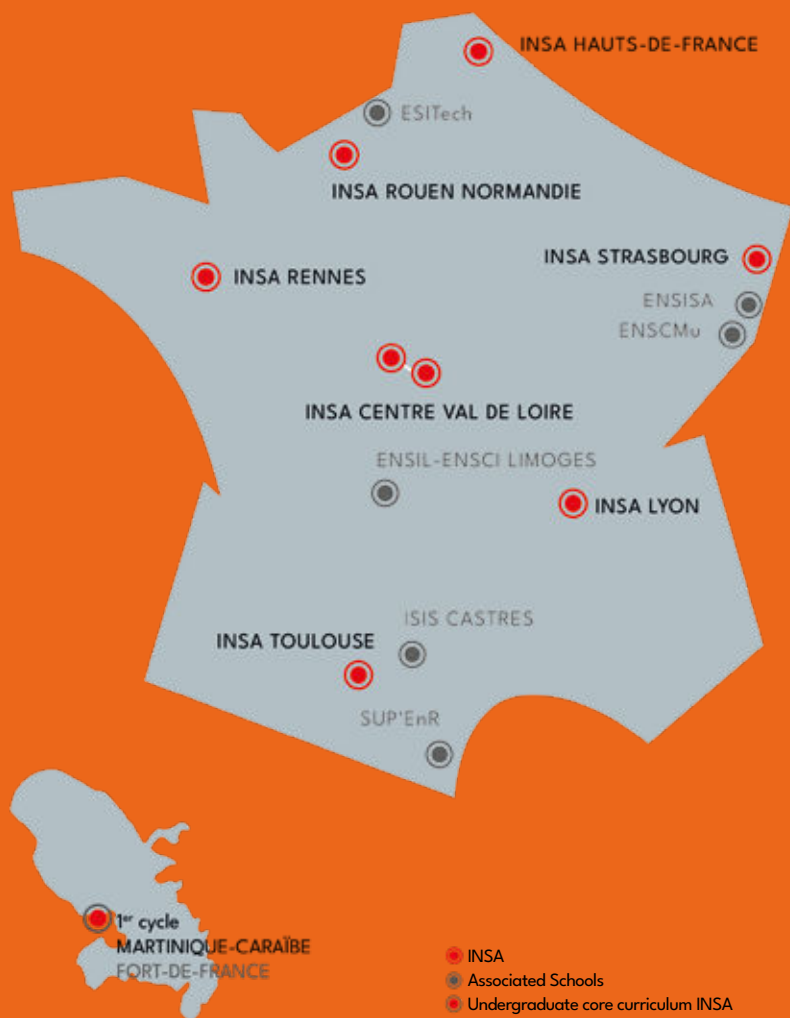 INSA HAUTS-DE-FRANCE
ESITech
INSA ROUEN NORMANDIE
INSA STRASBOURG
INSA RENNES
ENSISA
ENSCMu
INSA CENTRE VAL DE LOIRE
ENSIL-ENSCI LIMOGES
INSA LYON
ISIS CASTRES
INSA TOULOUSE
SUP'EnR
1er cycle
MARTINIQUE-CARAÏBE
FORT-DE-FRANCE
INSA
Associated Schools
Undergraduate core curriculum INSA